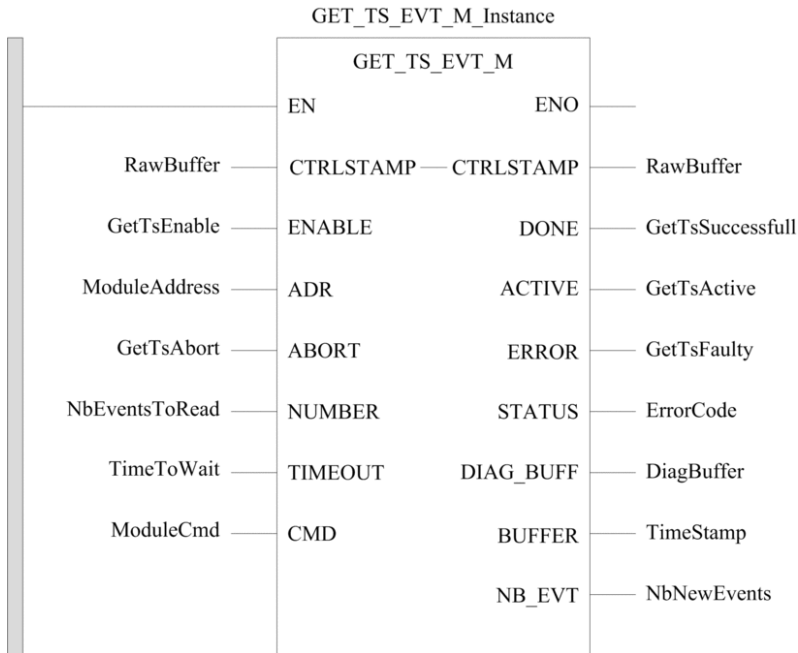 GET_TS_EVT_M_Instance
GET_TS_EVT_M
EN ENO
RawBuffer CTRLSTAMP CTRLSTAMP RawBuffer
GetTsEnable ENABLE DONE GetTsSuccessfull
ModuleAddress ADR ACTIVE GetTsActive
GetTsAbort ABORT ERROR GetTsFaulty
NbEventsToRead NUMBER STATUS ErrorCode
TimeToWait TIMEOUT DIAG_BUFF DiagBuffer
ModuleCmd CMD BUFFER TimeStamp
NB_EVT NbNewEvents